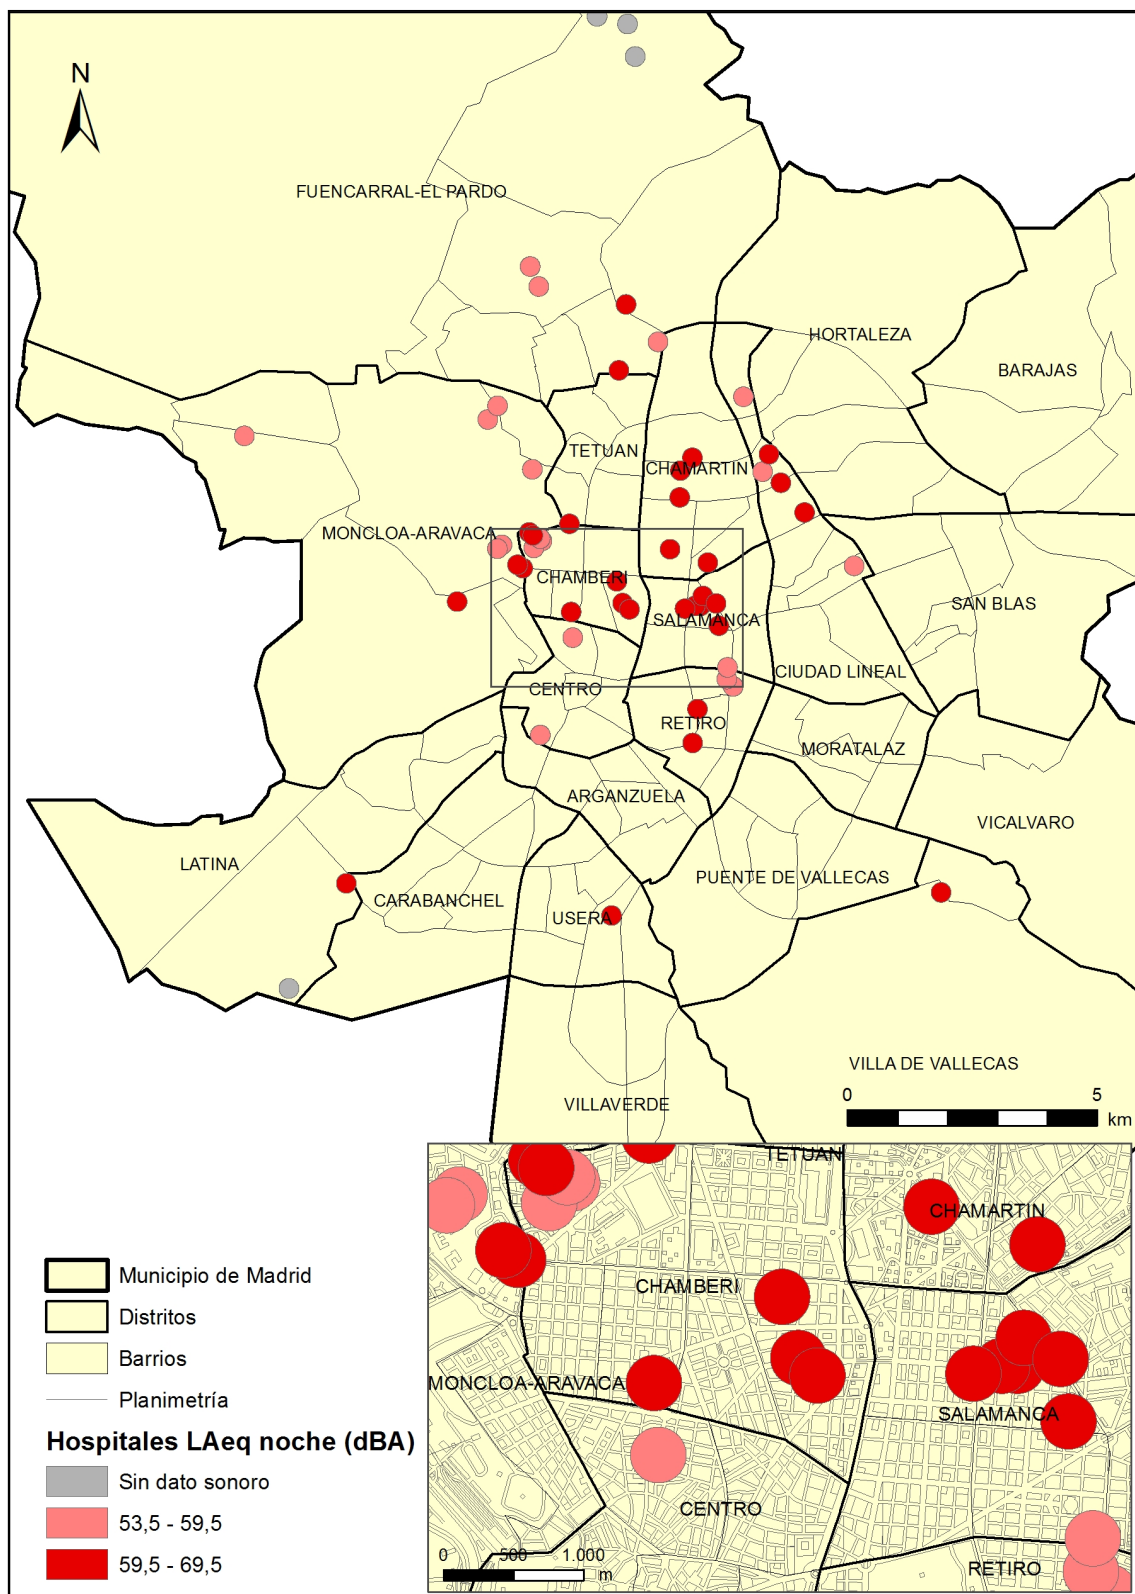 N
FUENCARRAL-EL PARDO
HORTALEZA
BARAJAS
TETUAN
CHAMARTIN
MONCLOA-ARAVACA
CHAMBERI
SAN BLAS
SALAMANCA
CIUDAD LINEAL
CENTRO
RETIRO
MORATALAZ
ARGANZUELA
VICALVARO
LATINA
PUENTE DE VALLECAS
CARABANCHEL
USERA
VILLA DE VALLECAS
VILLAVERDE
0 5
km
TETUAN
CHAMARTIN
CHAMBERI
MONCLOA-ARAVACA
SALAMANCA
CENTRO
RETIRO
0 500 1.000
m
Municipio de Madrid
Distritos
Barrios
Planimetría
Hospitales LAeq noche (dBA)
Sin dato sonoro
53,5 - 59,5
59,5 - 69,5